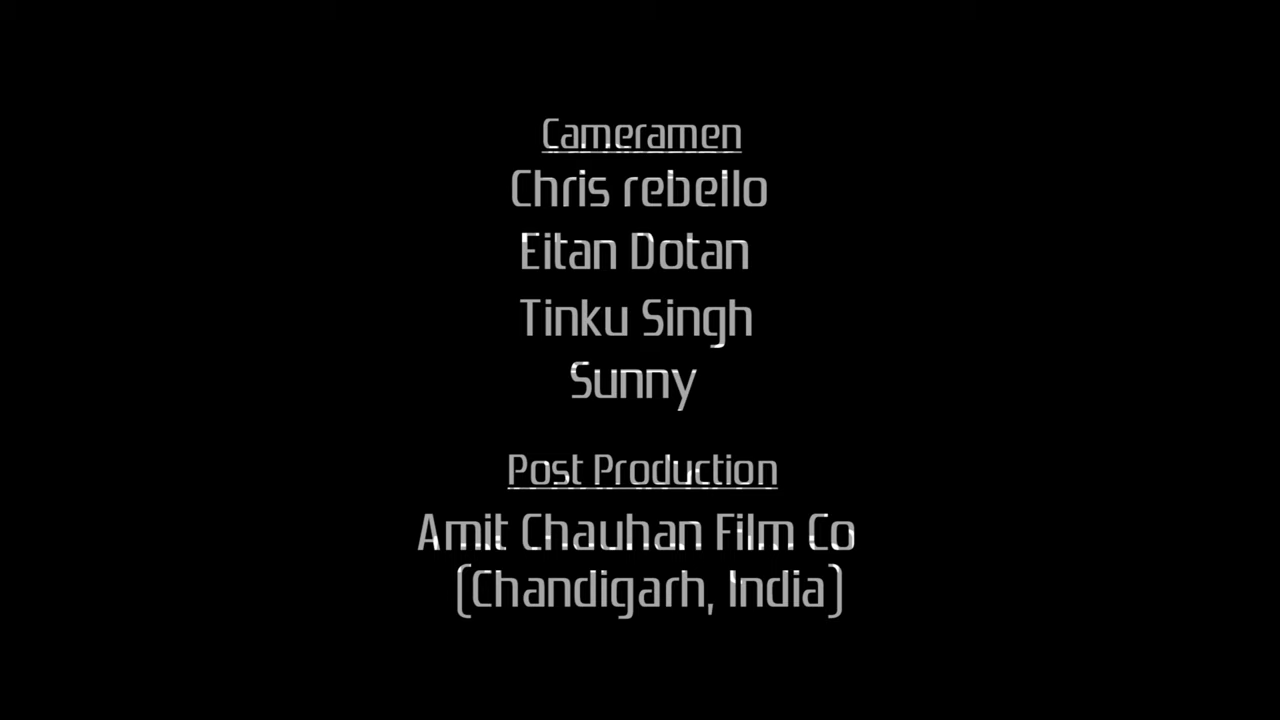 Cameramen
Chris rebello
Eitan Dotan
Tinku Singh
Sunny
Post Production
Amit Chauhan Film Co
(Chandigarh, India)